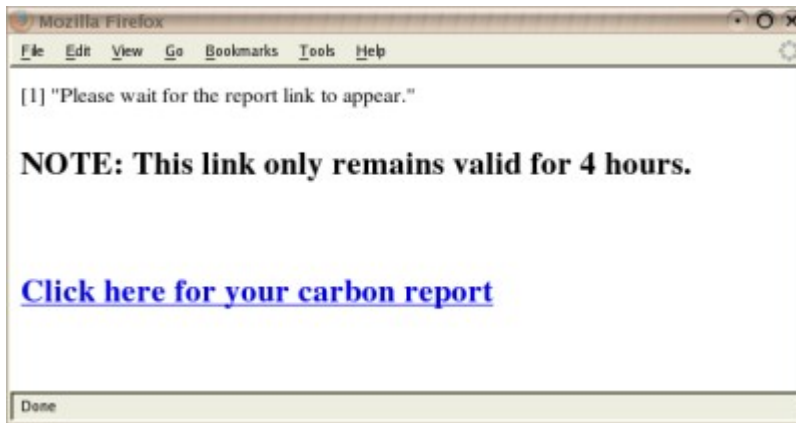 Mozilla Firefox
File Edit View Go Bookmarks Tools Help
[1] "Please wait for the report link to appear."
NOTE: This link only remains valid for 4 hours.
Click here for your carbon report
Done